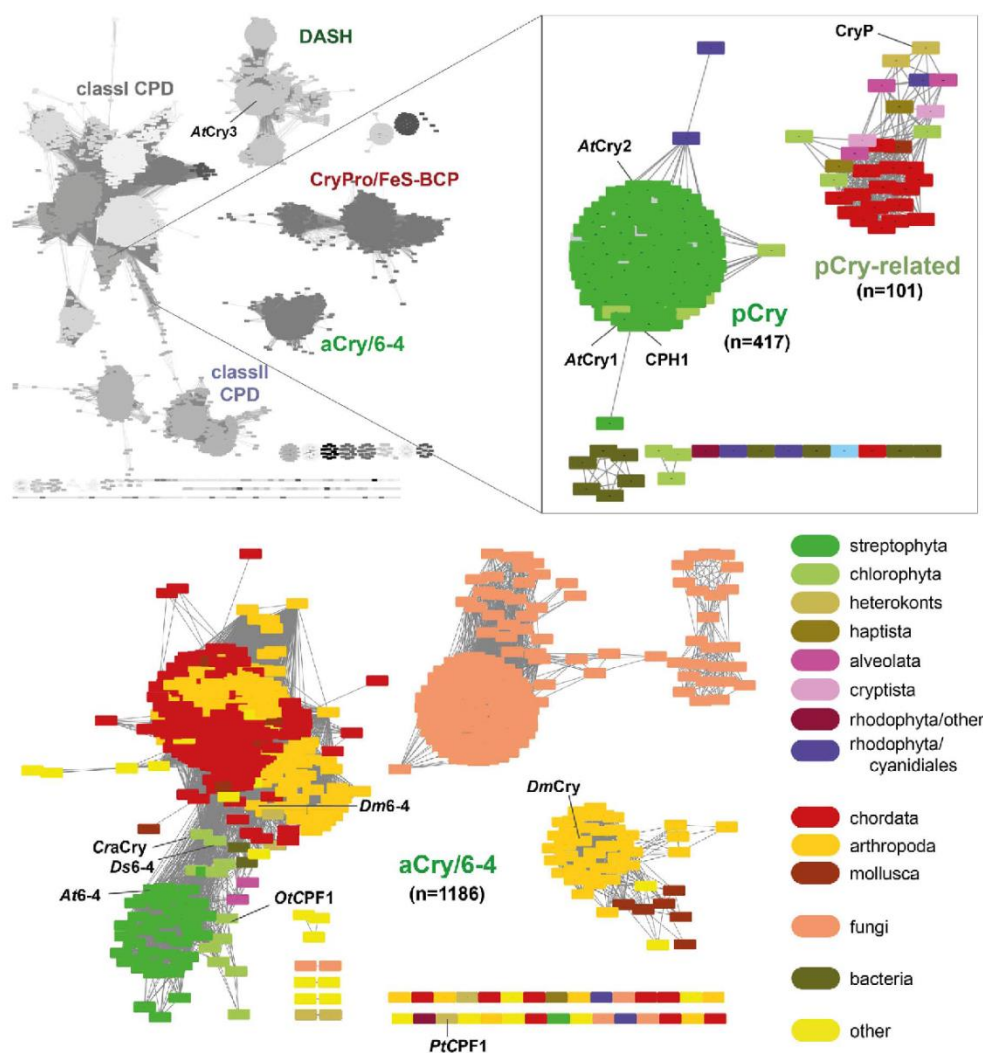 DASH
classI CPD
AtCry3
CryPro/FeS-BCP
aCry/6-4
classII
CPD
CryP
AtCry2
pCry-related
(n=101)
pCry
(n=417)
AtCry1
CPH1
streptophyta
chlorophyta
heterokonts
haptista
alveolata
cryptista
rhodophyta/other
rhodophyta/
cyanidiales
chordata
arthropoda
mollusca
fungi
bacteria
other
Dm6-4
CraCry
Ds6-4
At6-4
OtCPF1
DmCry
aCry/6-4
(n=1186)
PtCPF1